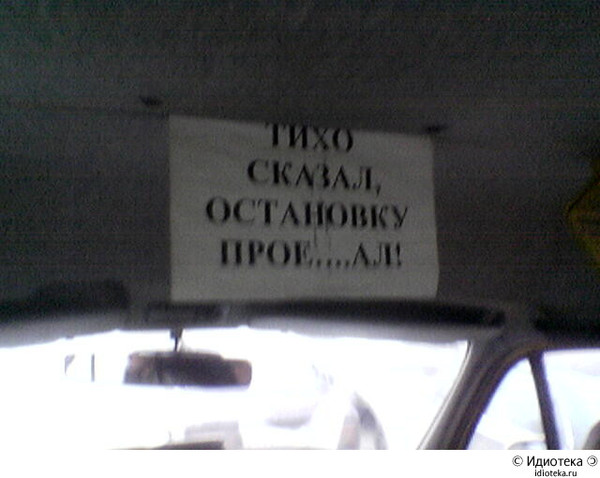 ТИХО
СКАЗАЛ,
ОСТАНОВКУ
ПРОЕ....АЛ!
© Идиотека
idioteka.ru